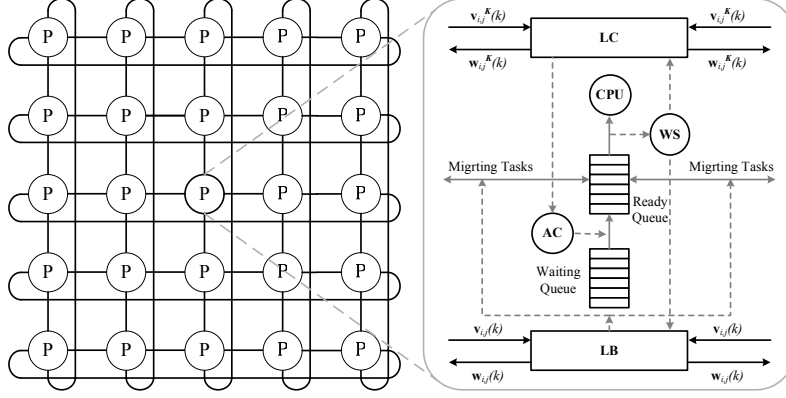 P P P P P
P P P P P
P P P P P
P P P P P
P P P P P
v_{i,j}^K(k) v_{i,j}^K(k)
LC
w_{i,j}^K(k) w_{i,j}^K(k)
CPU
WS
Migrting Tasks Migrting Tasks
Ready
Queue
AC
Waiting
Queue
v_{i,j}(k) v_{i,j}(k)
LB
w_{i,j}(k) w_{i,j}(k)